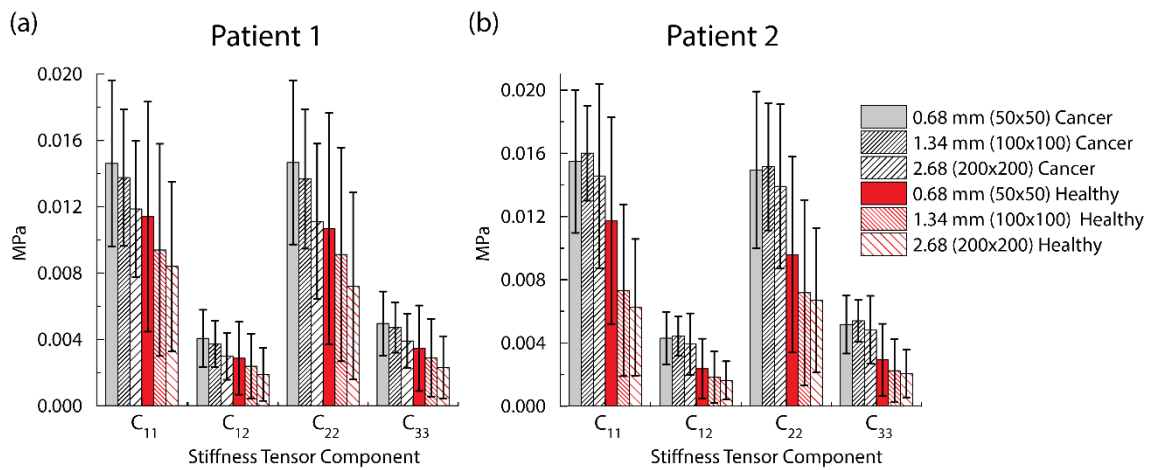 (a)
Patient 1
MPa
0.020
0.016
0.012
0.008
0.004
0.000
C11
C12
C22
C33
Stiffness Tensor Component
(b)
Patient 2
MPa
0.020
0.016
0.012
0.008
0.004
0.000
C11
C12
C22
C33
Stiffness Tensor Component
0.68 mm (50x50) Cancer
1.34 mm (100x100) Cancer
2.68 (200x200) Cancer
0.68 mm (50x50) Healthy
1.34 mm (100x100) Healthy
2.68 (200x200) Healthy